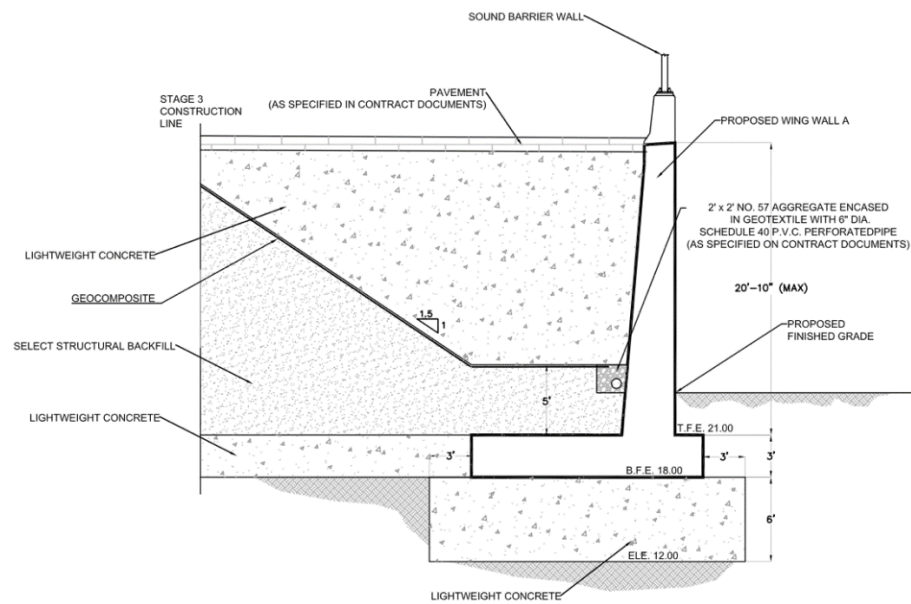 SOUND BARRIER WALL
PAVEMENT
(AS SPECIFIED IN CONTRACT DOCUMENTS)
STAGE 3
CONSTRUCTION
LINE
PROPOSED WING WALL A
2' x 2' NO. 57 AGGREGATE ENCASED
IN GEOTEXTILE WITH 6" DIA.
SCHEDULE 40 P.V.C. PERFORATEDPIPE
(AS SPECIFIED ON CONTRACT DOCUMENTS)
LIGHTWEIGHT CONCRETE
GEOCOMPOSITE
20'-10" (MAX)
1.5
1
PROPOSED
FINISHED GRADE
SELECT STRUCTURAL BACKFILL
5'
LIGHTWEIGHT CONCRETE
T.F.E. 21.00
3'
3'
3'
B.F.E. 18.00
6'
ELE. 12.00
LIGHTWEIGHT CONCRETE